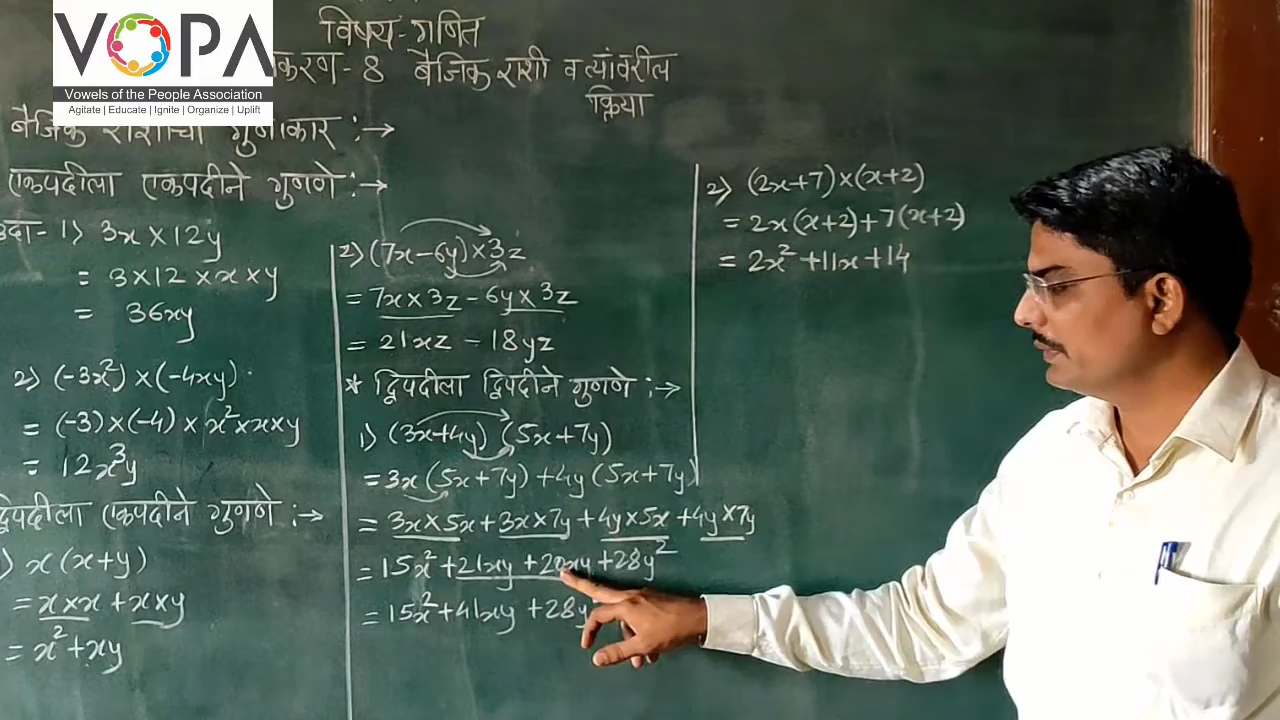 VOPA
Vowels of the People Association
Agitate | Educate | Ignite | Organize | Uplift
विषय-गणित
करण-8 बैजिक राशी व त्यांवरील
क्रिया
बैजिक राशींचा गुणाकार :→
एकपदीला एकपदीने गुणणे :→
उदा-1) 3x×12y
= 3×12×x×y
= 36xy
2) (-3x²)×(-4xy)
= (-3)×(-4)×x²×x×y
= 12x³y
द्विपदीला एकपदीने गुणणे :→
1) x(x+y)
= x×x+x×y
= x²+xy
2) (7x-6y)×3z
= 7x×3z-6y×3z
= 21xz-18yz
* द्विपदीला द्विपदीने गुणणे :→
1) (3x+4y) (5x+7y)
= 3x(5x+7y)+4y(5x+7y)
= 3x×5x+3x×7y+4y×5x+4y×7y
= 15x²+21xy+20xy+28y²
= 15x²+41xy+28y
2) (2x+7)×(x+2)
= 2x(x+2)+7(x+2)
= 2x²+11x+14